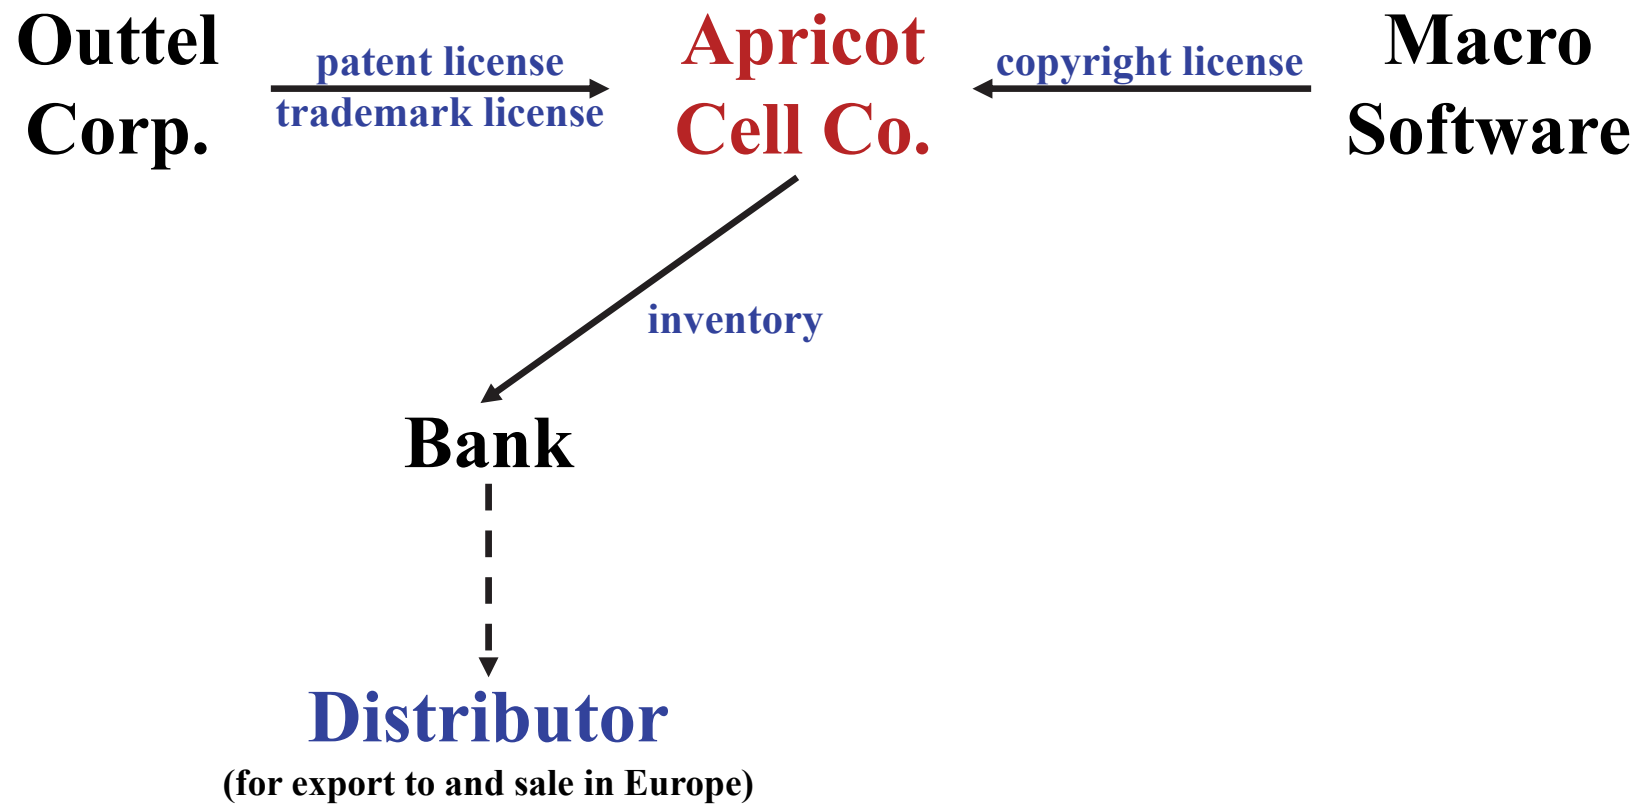 Outtel
Corp.
patent license
trademark license
Apricot
Cell Co.
copyright license
Macro
Software
inventory
Bank
Distributor
(for export to and sale in Europe)